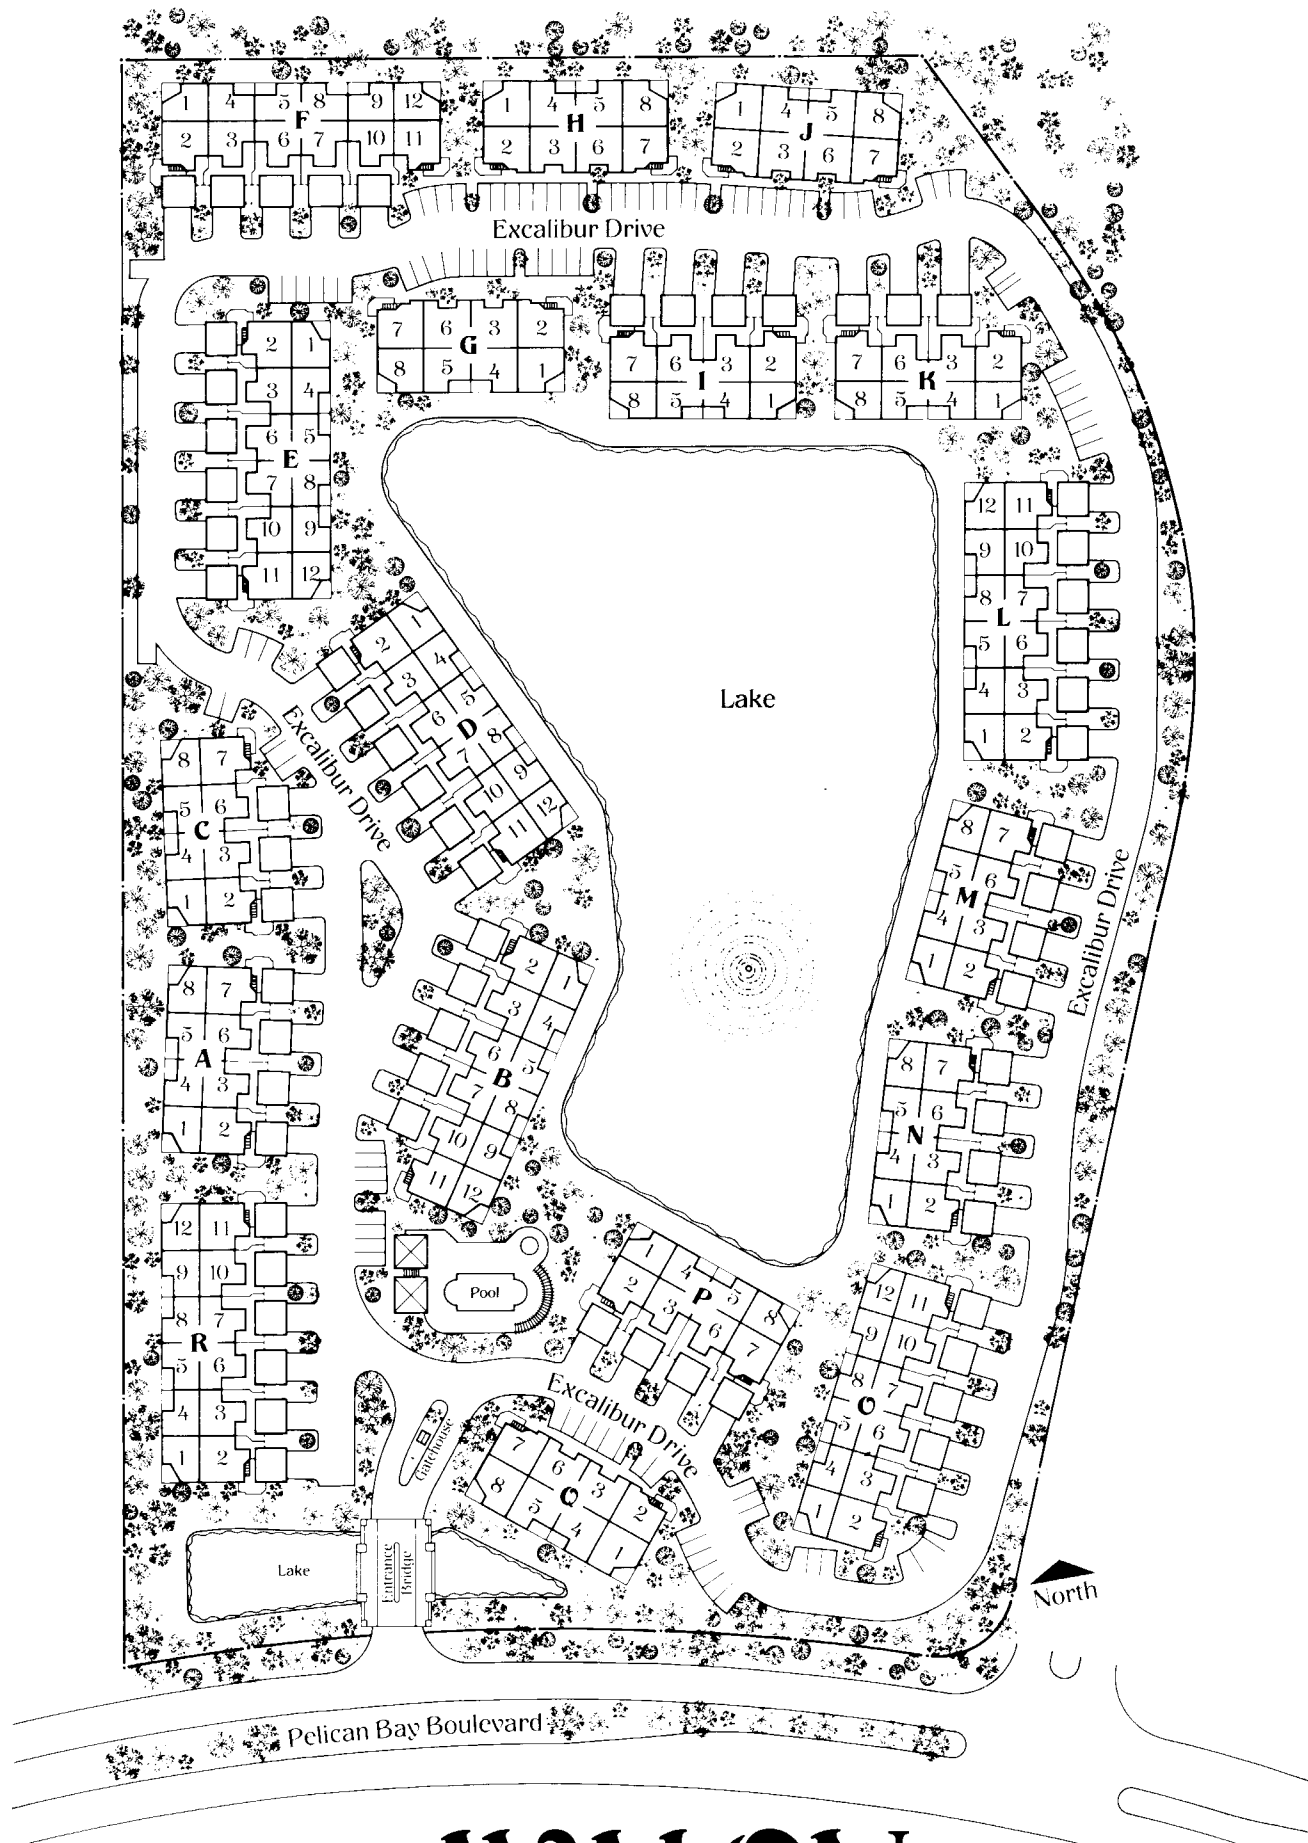 1 4 5 8 9 12
F
2 3 6 7 10 11
1 4 5 8
H
2 3 6 7
1 4 5 8
J
2 3 6 7
Excalibur Drive
7 6 3 2
G
8 5 4 1
7 6 3 2
I
8 5 4 1
7 6 3 2
K
8 5 4 1
2 1
3 4
6 5
E
7 8
10 9
11 12
12 11
9 10
8 7
L
5 6
4 3
1 2
2 1
3 4
6 5
D
7 8
10 9
11 12
Lake
Excalibur Drive
8 7
5 6
C
4 3
1 2
8 7
5 6
M
4 3
1 2
Excalibur Drive
8 7
5 6
A
4 3
1 2
2 1
3 4
6 5
B
7 8
10 9
11 12
8 7
5 6
N
4 3
1 2
12 11
9 10
8 7
R
5 6
4 3
1 2
Pool
1 4 5 8
P
2 3 6 7
12 11
9 10
8 7
O
5 6
4 3
1 2
Excalibur Drive
Gatehouse
7 6 3 2
Q
8 5 4 1
Lake
Entrance
Bridge
North
Pelican Bay Boulevard